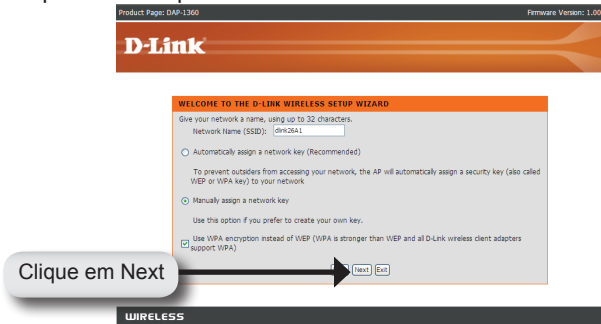 Product Page: DAP-1360 Firmware Version: 1.00
D-Link
WELCOME TO THE D-LINK WIRELESS SETUP WIZARD
Give your network a name, using up to 32 characters.
Network Name (SSID): dlink26A1
Automatically assign a network key (Recommended)
To prevent outsiders from accessing your network, the AP will automatically assign a security key (also called
WEP or WPA key) to your network
Manually assign a network key
Use this option if you prefer to create your own key.
Use WPA encryption instead of WEP (WPA is stronger than WEP and all D-Link wireless client adapters
support WPA)
Clique em Next
Next Exit
WIRELESS